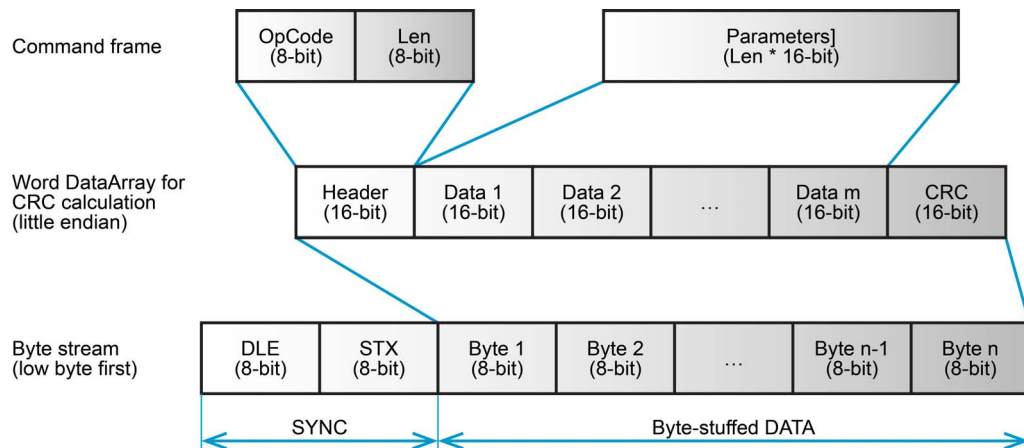 Command frame
OpCode
(8-bit)
Len
(8-bit)
Parameters]
(Len * 16-bit)
Word DataArray for
CRC calculation
(little endian)
Header
(16-bit)
Data 1
(16-bit)
Data 2
(16-bit)
...
Data m
(16-bit)
CRC
(16-bit)
Byte stream
(low byte first)
DLE
(8-bit)
STX
(8-bit)
Byte 1
(8-bit)
Byte 2
(8-bit)
...
Byte n-1
(8-bit)
Byte n
(8-bit)
SYNC
Byte-stuffed DATA